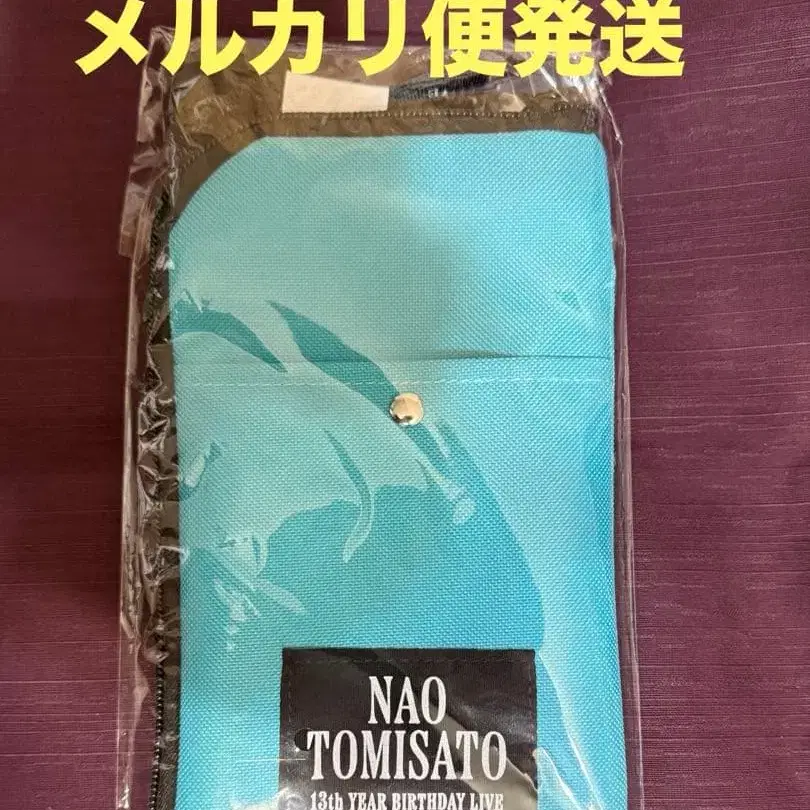 メルカリ便発送
NAO
TOMISATO
13th YEAR BIRTHDAY LIVE